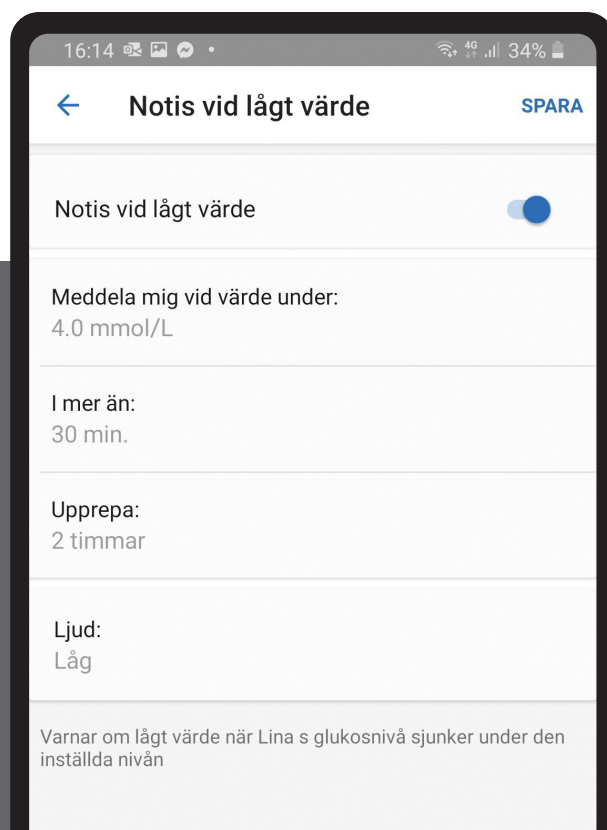 16:14 4G 34%
Notis vid lågt värde SPARA
Notis vid lågt värde
Meddela mig vid värde under:
4.0 mmol/L
I mer än:
30 min.
Upprepa:
2 timmar
Ljud:
Låg
Varnar om lågt värde när Lina s glukosnivå sjunker under den
inställda nivån